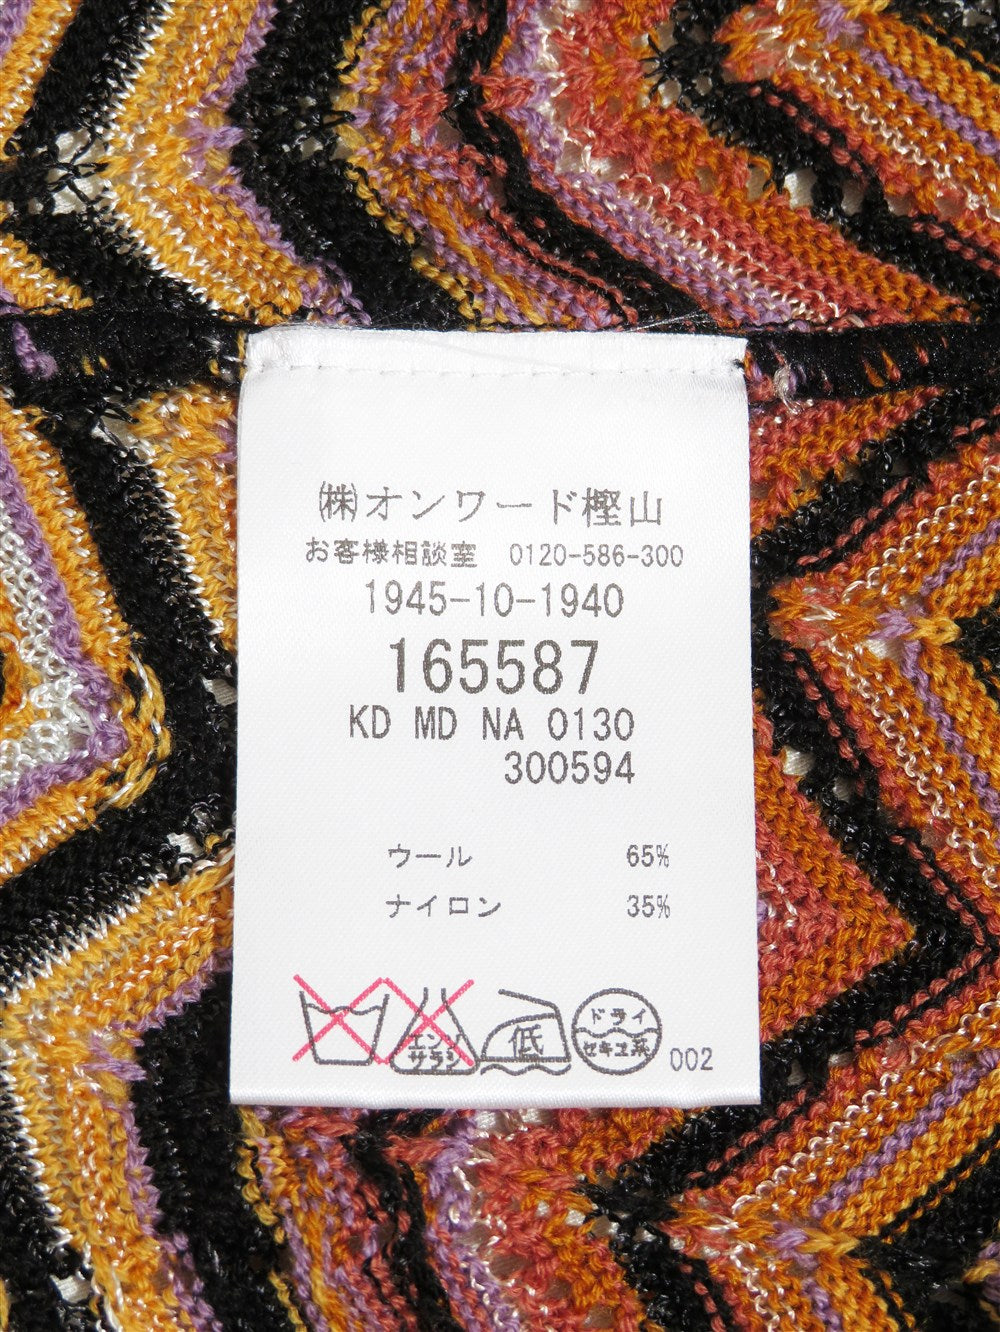 ㈱オンワード樫山
お客様相談室 0120-586-300
1945-10-1940
165587
KD MD NA 0130
300594
ウール 65%
ナイロン 35%
エンソ
サラシ
低
ドライ
セキユ系
002